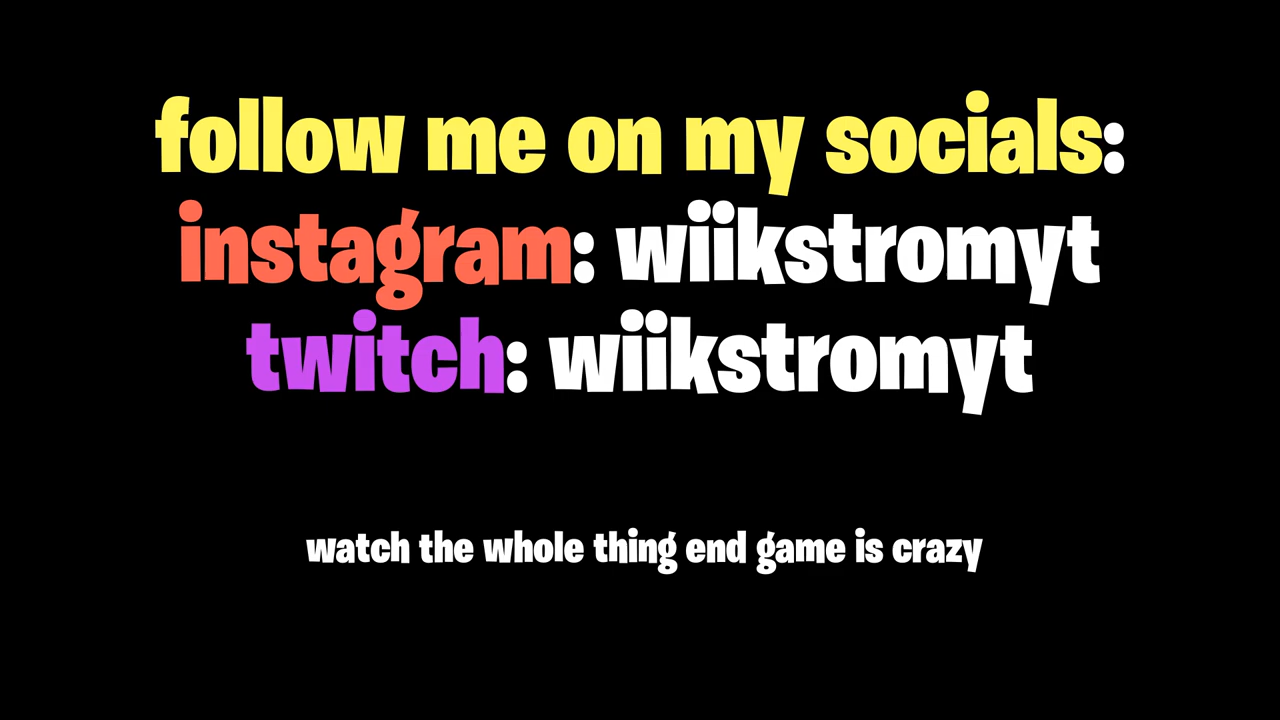 follow me on my socials:
instagram: wiikstromyt
twitch: wiikstromyt
watch the whole thing end game is crazy